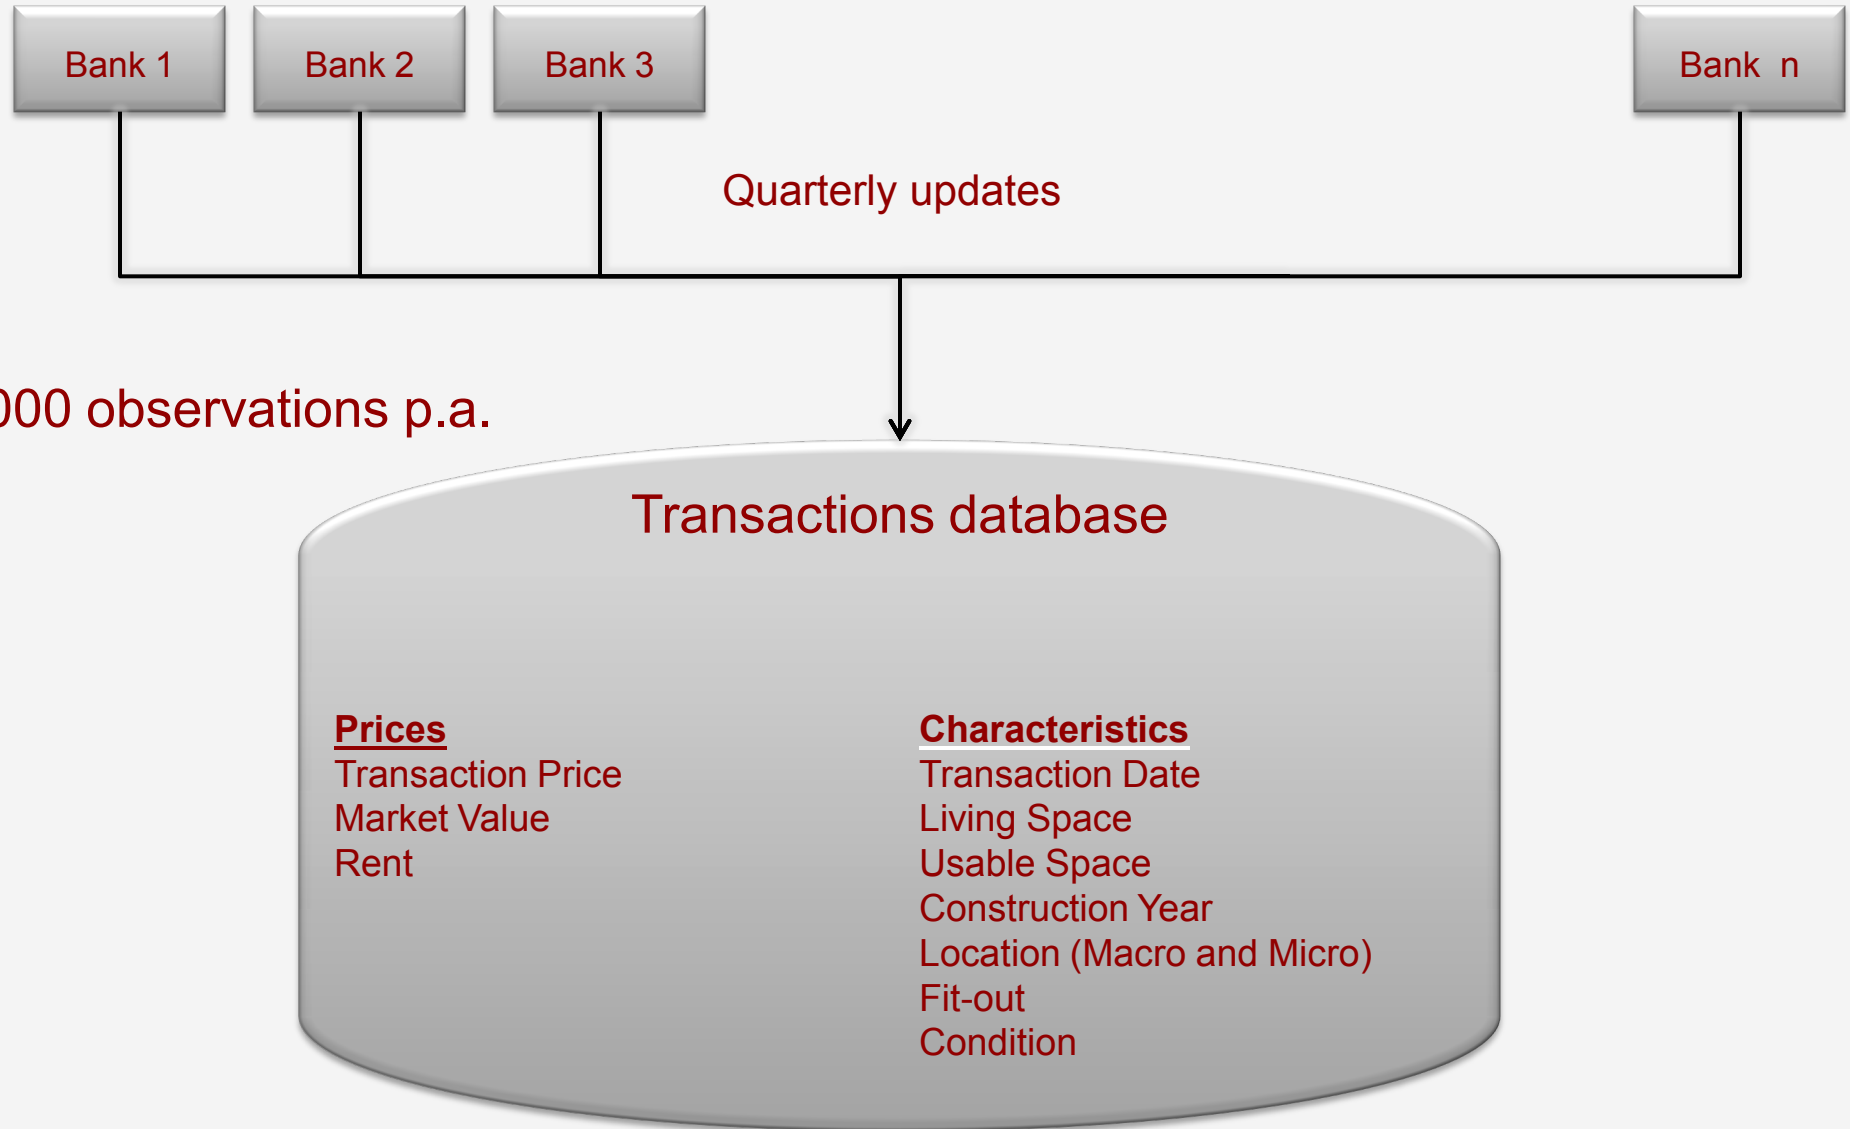 Bank 1
Bank 2
Bank 3
Bank n
Quarterly updates
000 observations p.a.
Transactions database
Prices
Transaction Price
Market Value
Rent
Characteristics
Transaction Date
Living Space
Usable Space
Construction Year
Location (Macro and Micro)
Fit-out
Condition